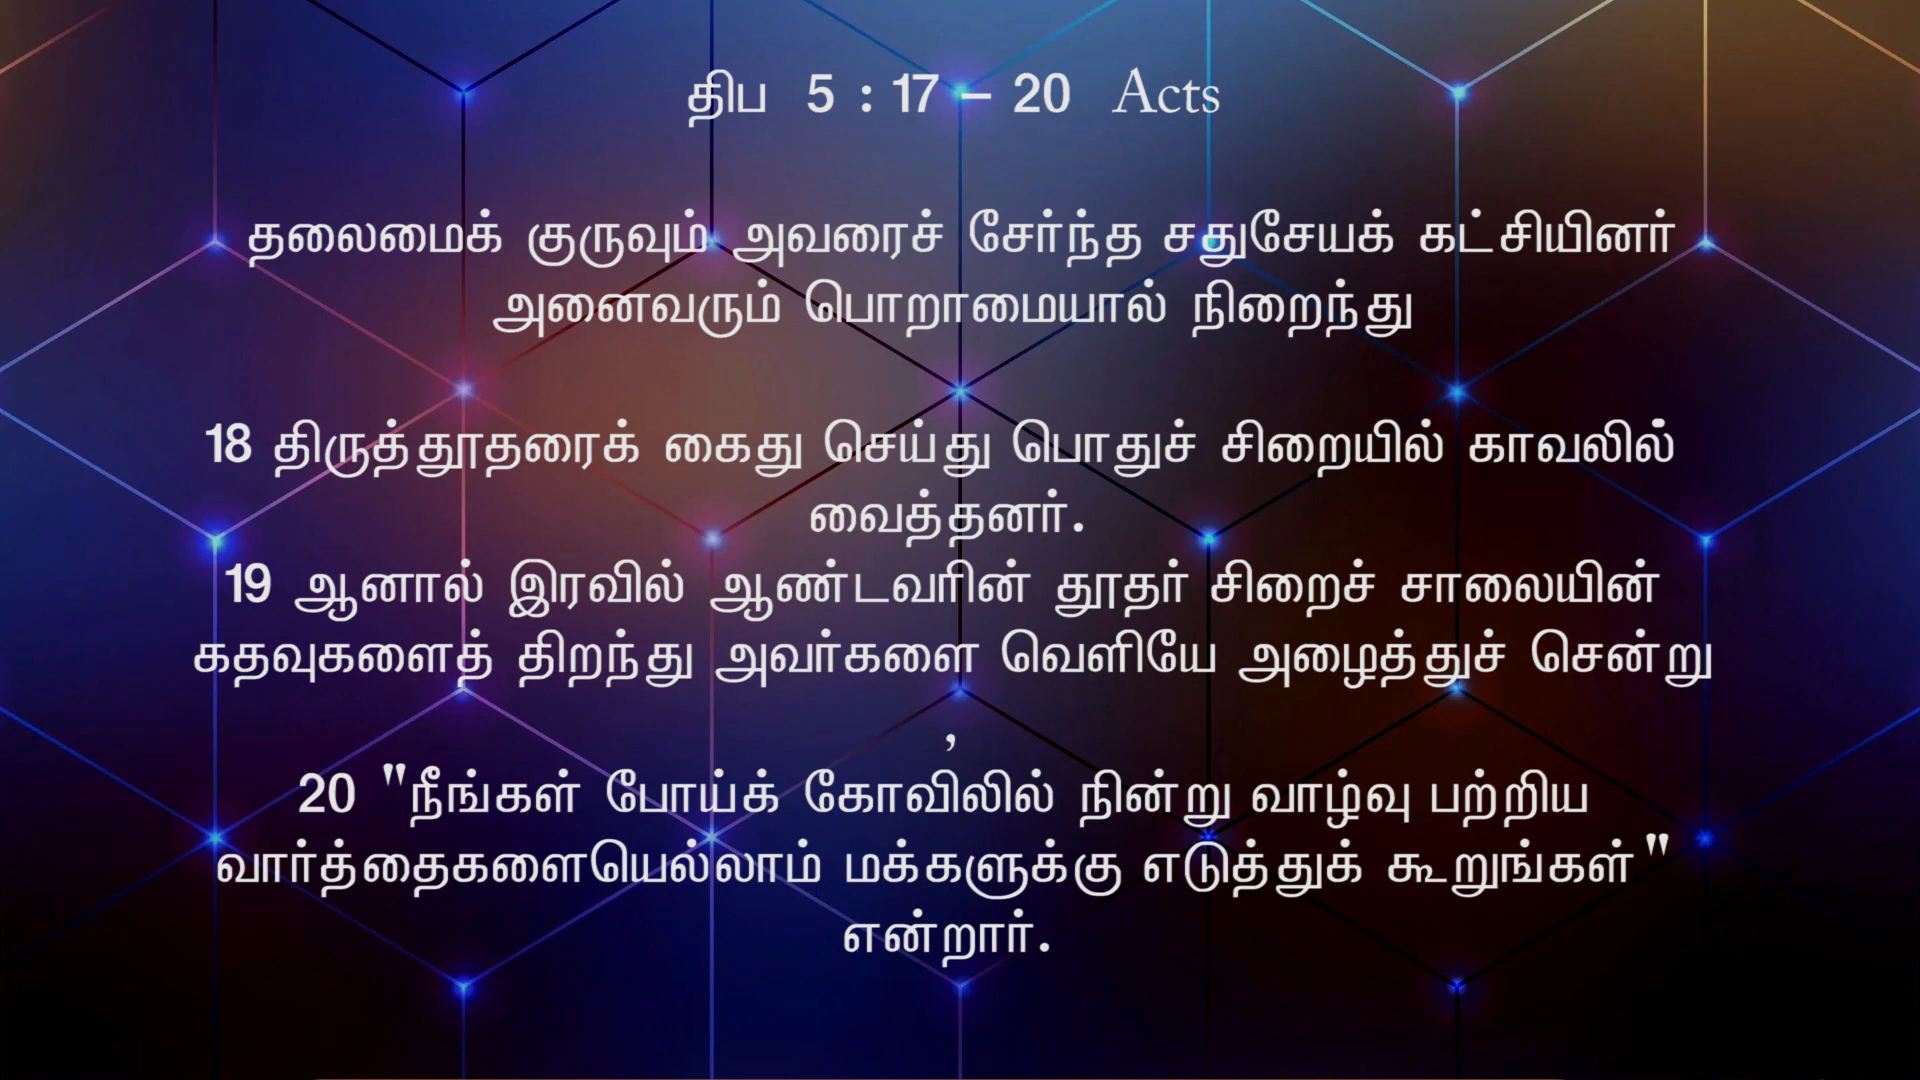 திப 5 : 17 – 20 Acts
தலைமைக் குருவும் அவரைச் சேர்ந்த சதுசேயக் கட்சியினர்
அனைவரும் பொறாமையால் நிறைந்து
18 திருத்தூதரைக் கைது செய்து பொதுச் சிறையில் காவலில்
வைத்தனர்.
19 ஆனால் இரவில் ஆண்டவரின் தூதர் சிறைச் சாலையின்
கதவுகளைத் திறந்து அவர்களை வெளியே அழைத்துச் சென்று
,
20 "நீங்கள் போய்க் கோவிலில் நின்று வாழ்வு பற்றிய
வார்த்தைகளையெல்லாம் மக்களுக்கு எடுத்துக் கூறுங்கள்"
என்றார்.